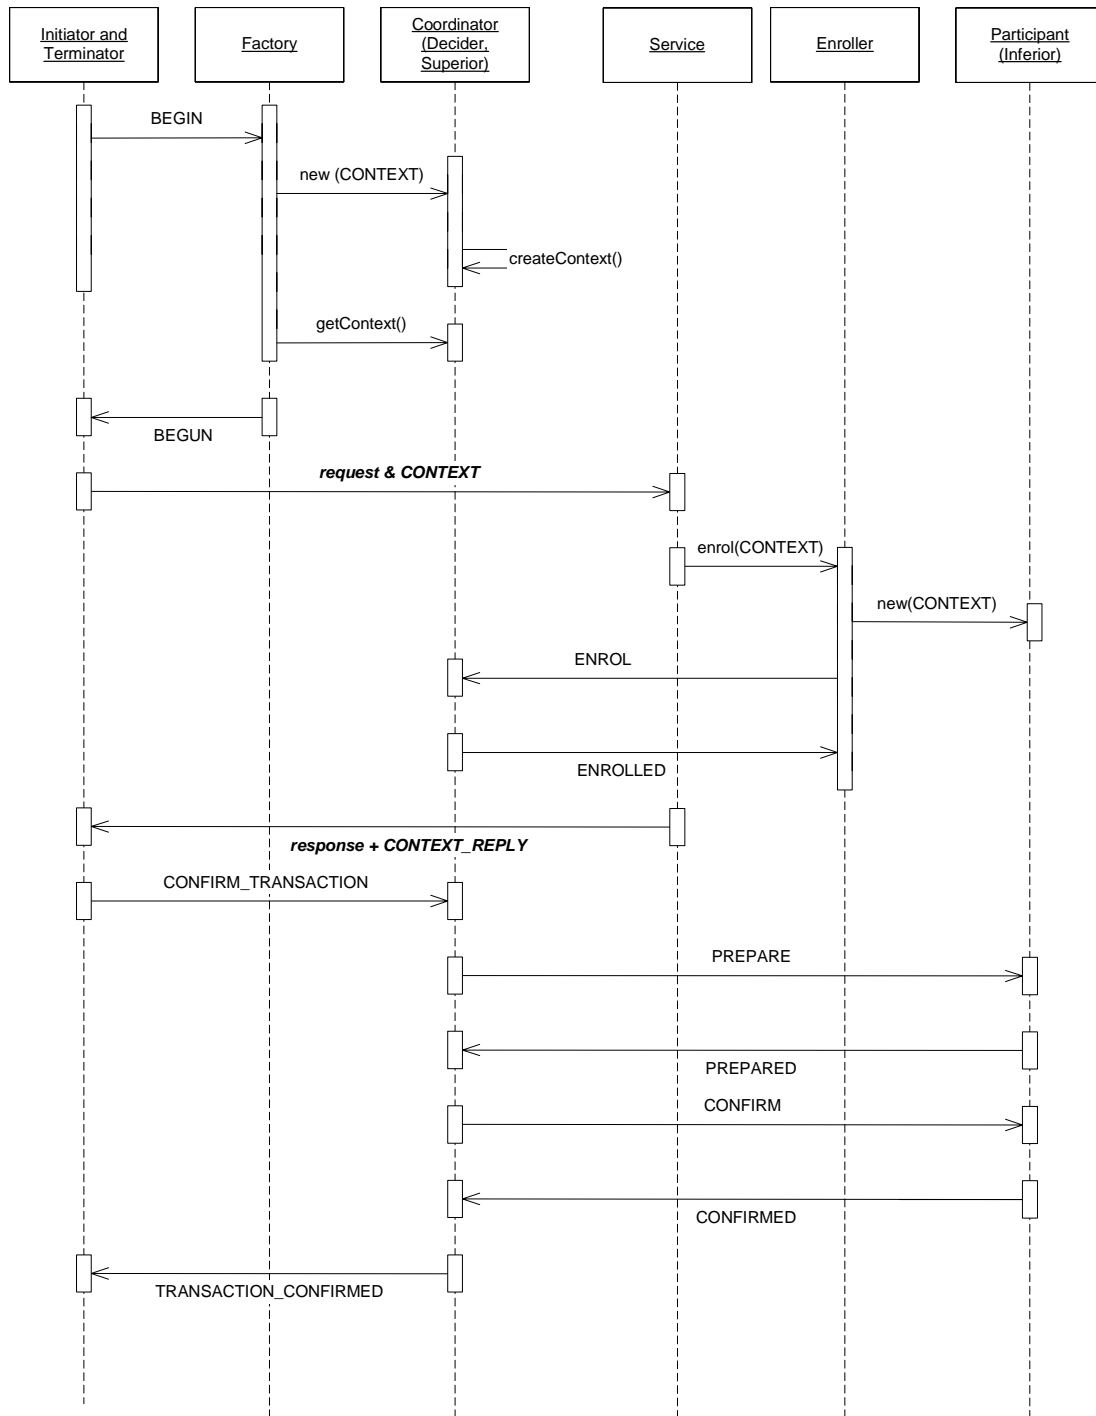 Initiator and
Terminator
Factory
Coordinator
(Decider,
Superior)
Service
Enroller
Participant
(Inferior)
BEGIN
new (CONTEXT)
createContext()
getContext()
BEGUN
request & CONTEXT
enrol(CONTEXT)
new(CONTEXT)
ENROL
ENROLLED
response + CONTEXT_REPLY
CONFIRM_TRANSACTION
PREPARE
PREPARED
CONFIRM
CONFIRMED
TRANSACTION_CONFIRMED